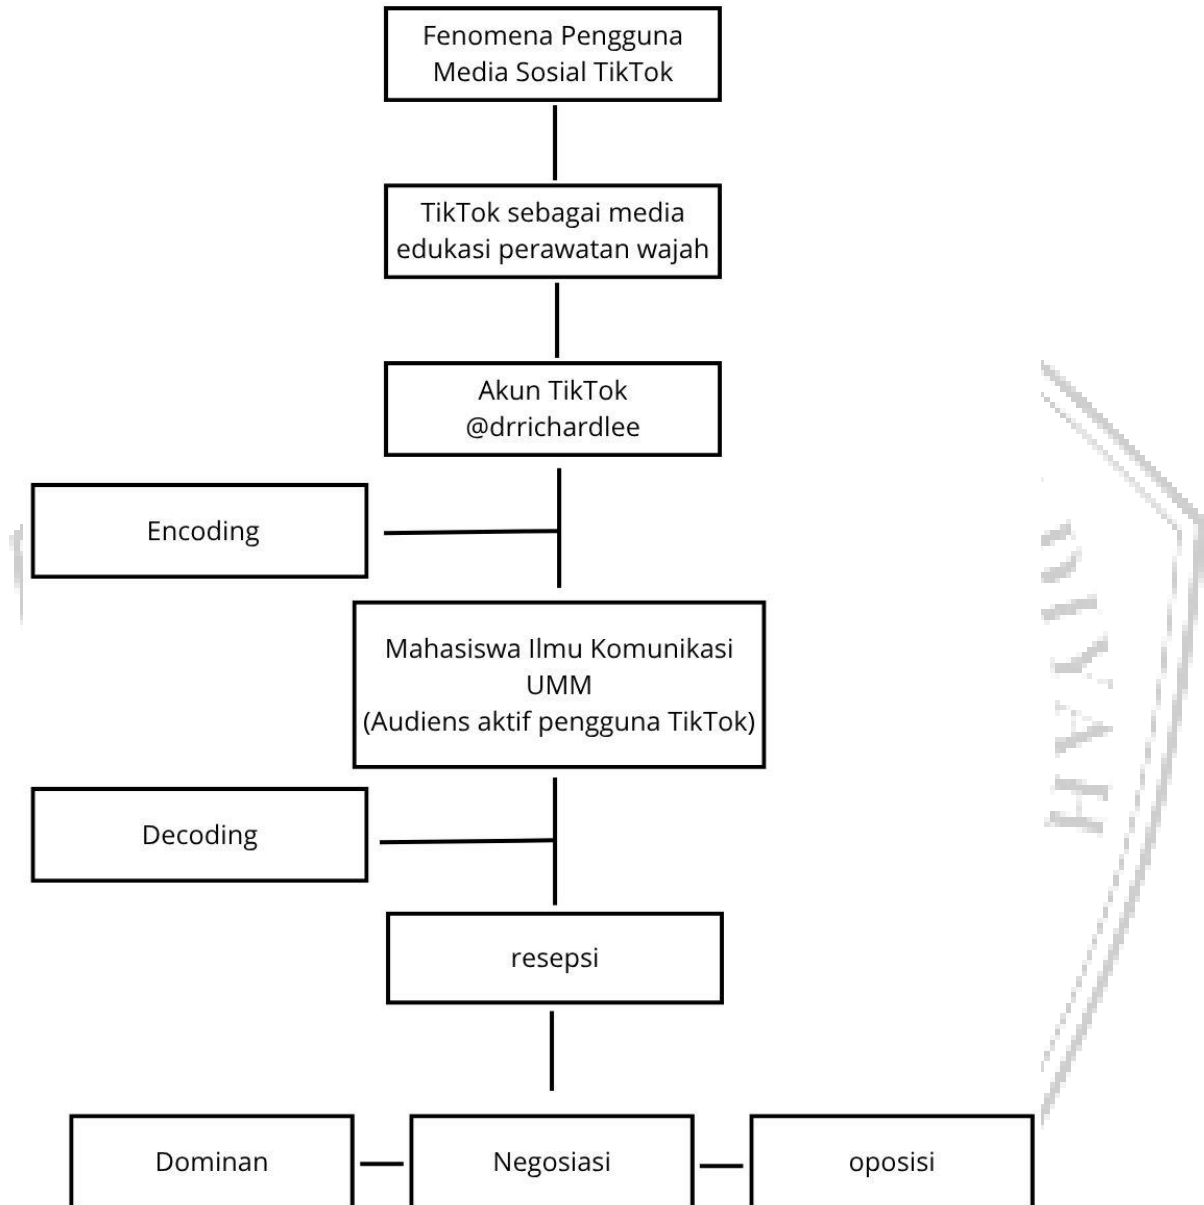 Fenomena Pengguna
Media Sosial TikTok
TikTok sebagai media
edukasi perawatan wajah
Akun TikTok
@drrichardlee
Encoding
Mahasiswa Ilmu Komunikasi
UMM
(Audiens aktif pengguna TikTok)
Decoding
resepsi
Dominan
Negosiasi
oposisi